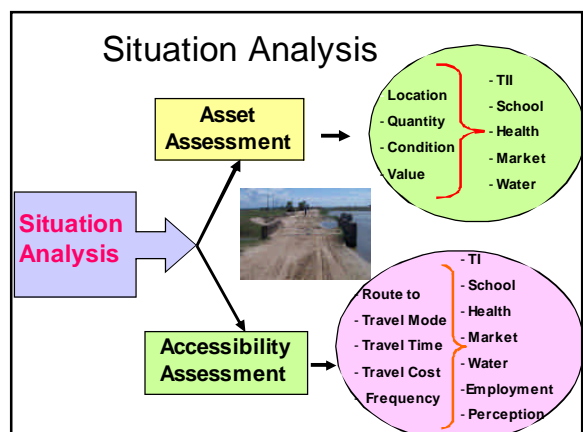 Situation Analysis
Asset
Assessment
Location
- Quantity
- Condition
- Value
- TII
- School
- Health
- Market
- Water
Situation
Analysis
Accessibility
Assessment
- Route to
- Travel Mode
- Travel Time
- Travel Cost
- Frequency
- TI
- School
- Health
- Market
- Water
-Employment
- Perception